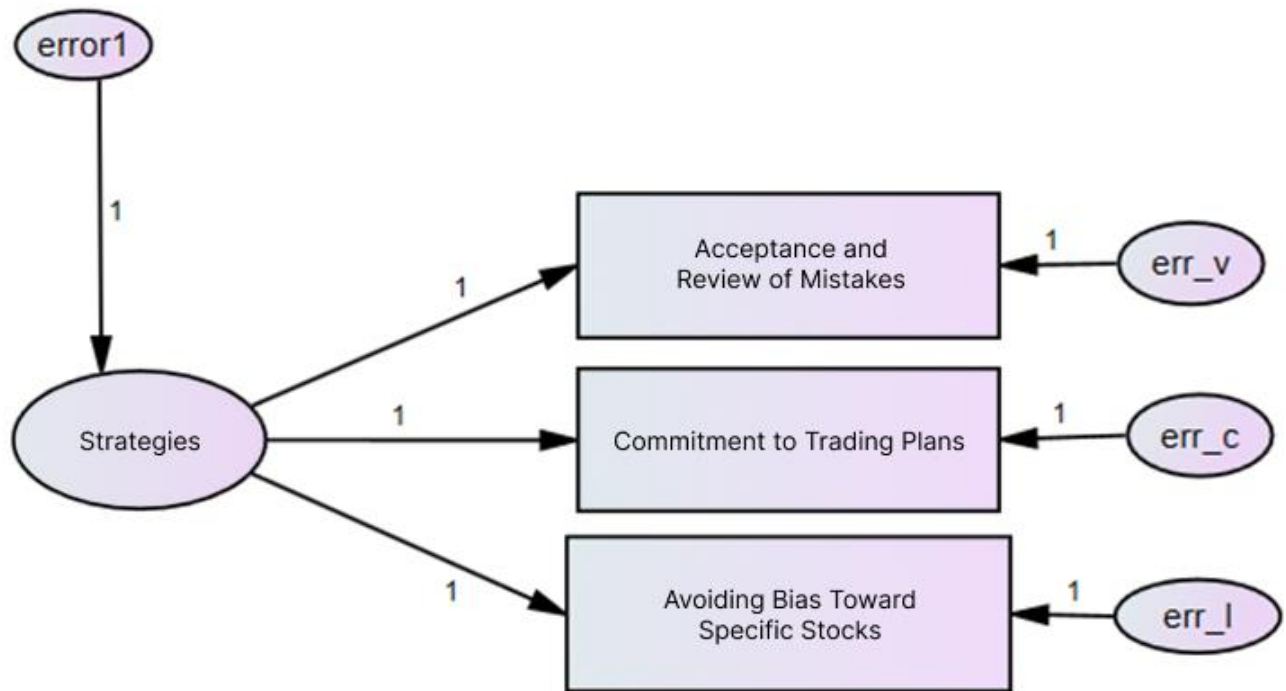 error1
1
Acceptance and
Review of Mistakes
1
err_v
1
Strategies
1
Commitment to Trading Plans
1
err_c
1
Avoiding Bias Toward
Specific Stocks
1
err_l